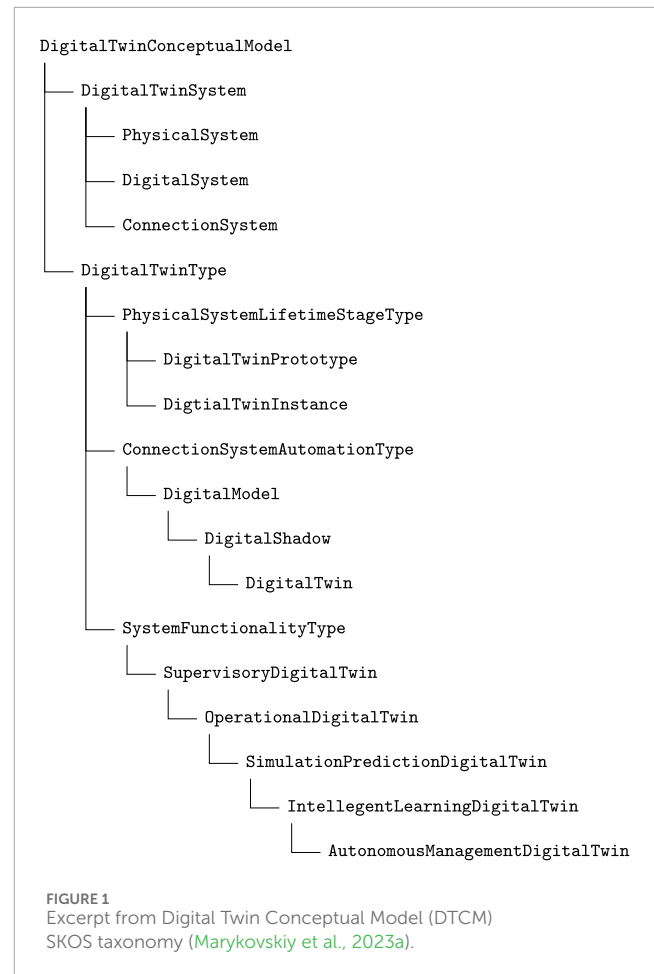 DigitalTwinConceptualModel
DigitalTwinSystem
PhysicalSystem
DigitalSystem
ConnectionSystem
DigitalTwinType
PhysicalSystemLifetimeStageType
DigitalTwinPrototype
DigtialTwinInstance
ConnectionSystemAutomationType
DigitalModel
DigitalShadow
DigitalTwin
SystemFunctionalityType
SupervisoryDigitalTwin
OperationalDigitalTwin
SimulationPredictionDigitalTwin
IntellegentLearningDigitalTwin
AutonomousManagementDigitalTwin
FIGURE 1
Excerpt from Digital Twin Conceptual Model (DTCM)
SKOS taxonomy (Marykovskiy et al., 2023a).